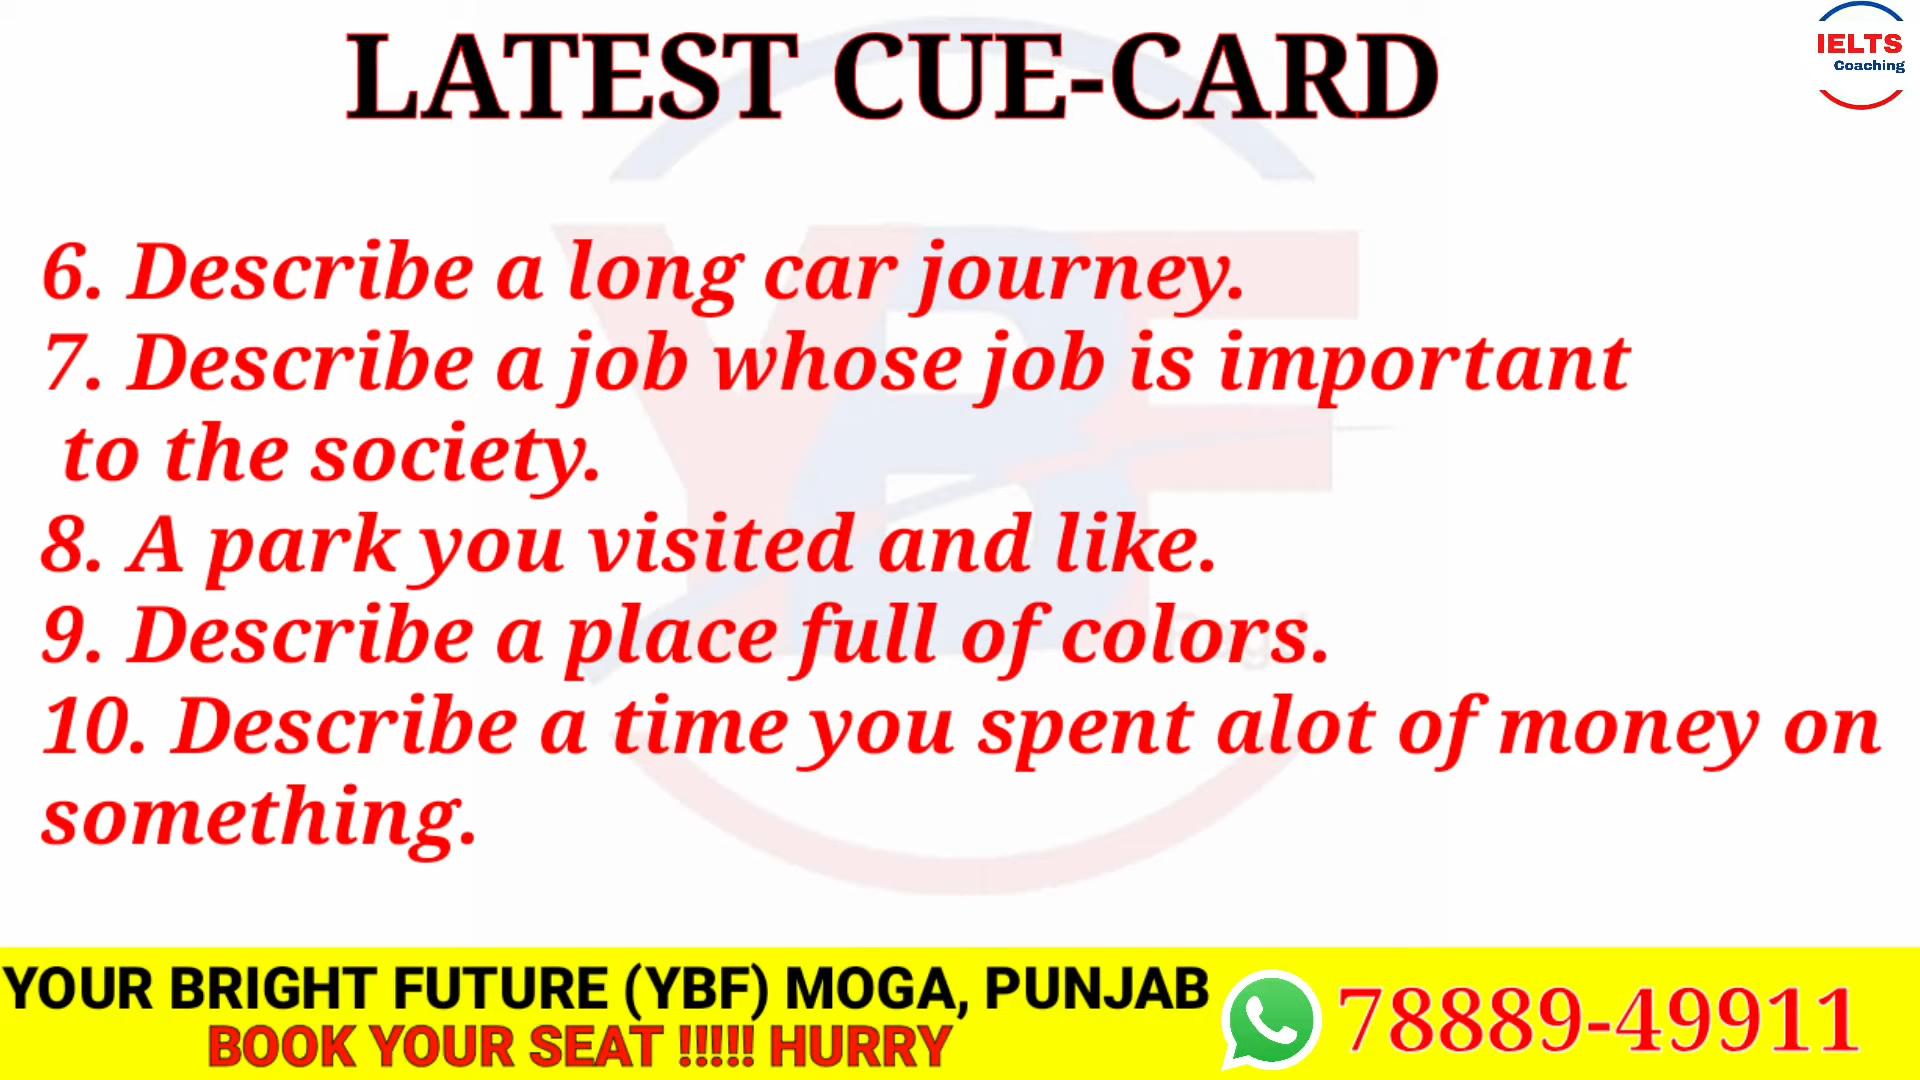 LATEST CUE-CARD
IELTS
Coaching
6. Describe a long car journey.
7. Describe a job whose job is important
to the society.
8. A park you visited and like.
9. Describe a place full of colors.
10. Describe a time you spent alot of money on
something.
YOUR BRIGHT FUTURE (YBF) MOGA, PUNJAB
BOOK YOUR SEAT !!!!! HURRY
78889-49911
YBF